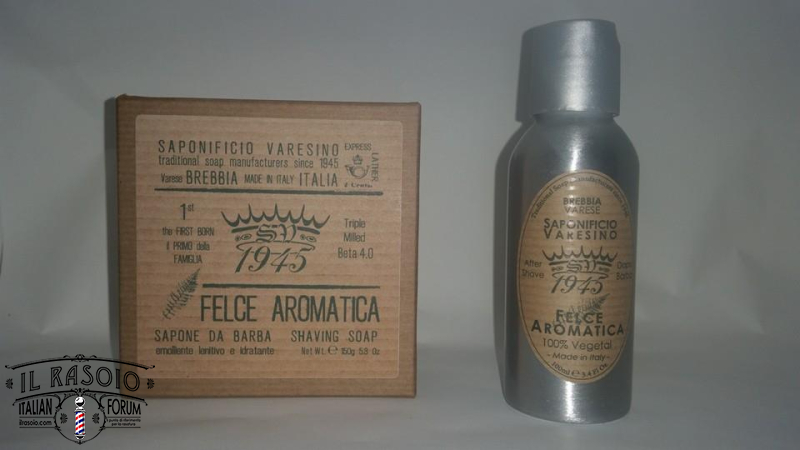 SAPONIFICIO VARESINO
traditional soap manufacturers since 1945
Varese BREBBIA MADE IN ITALY ITALIA
EXPRESS
1st
the FIRST BORN
il PRIMO della
FAMIGLIA
SV
1945
Triple
Milled
Beta 4.0
FELCE AROMATICA
SAPONE DA BARBA SHAVING SOAP
emolliente lenitivo e idratante Net Wt. ℮ 150g
BREBBIA
VARESE
SAPONIFICIO
VARESINO
After
Shave
SV
1945
FELCE
AROMATICA
100% Vegetal
-Made in Italy-
100ml ℮
IL RASOIO
ITALIAN FORUM
ilrasoio.com